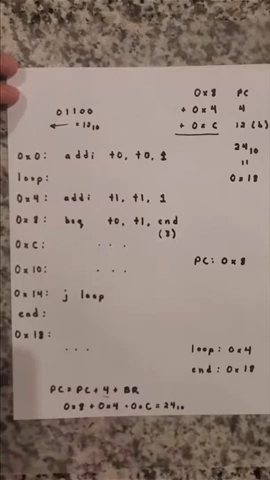 01100
← = 12₁₀
0x8 PC
+ 0x4 4
+ 0xC 12 (b)
24₁₀
11
0x18
0x0: addi t0, t0, 1
loop:
0x4: addi t1, t1, 1
0x8: beq t0, t1, end
(3)
0xC: ...
0x10: ...
PC: 0x8
0x14: j loop
end:
0x18:
...
loop: 0x4
end: 0x18
PC = PC + 4 + BR
0x8 + 0x4 + 0xC = 24₁₀